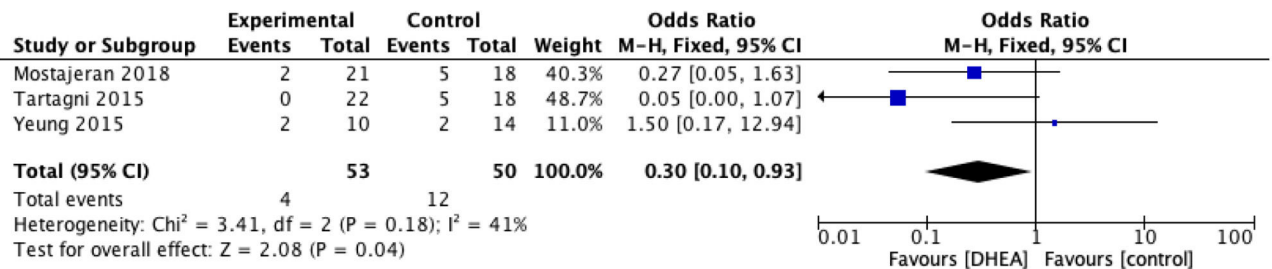 Experimental Control Odds Ratio Odds Ratio
Study or Subgroup Events Total Events Total Weight M-H, Fixed, 95% CI M-H, Fixed, 95% CI
Mostajeran 2018 2 21 5 18 40.3% 0.27 [0.05, 1.63]
Tartagni 2015 0 22 5 18 48.7% 0.05 [0.00, 1.07]
Yeung 2015 2 10 2 14 11.0% 1.50 [0.17, 12.94]
Total (95% CI) 53 50 100.0% 0.30 [0.10, 0.93]
Total events 4 12
Heterogeneity: Chi² = 3.41, df = 2 (P = 0.18); I² = 41%
Test for overall effect: Z = 2.08 (P = 0.04)
0.01 0.1 1 10 100
Favours [DHEA] Favours [control]